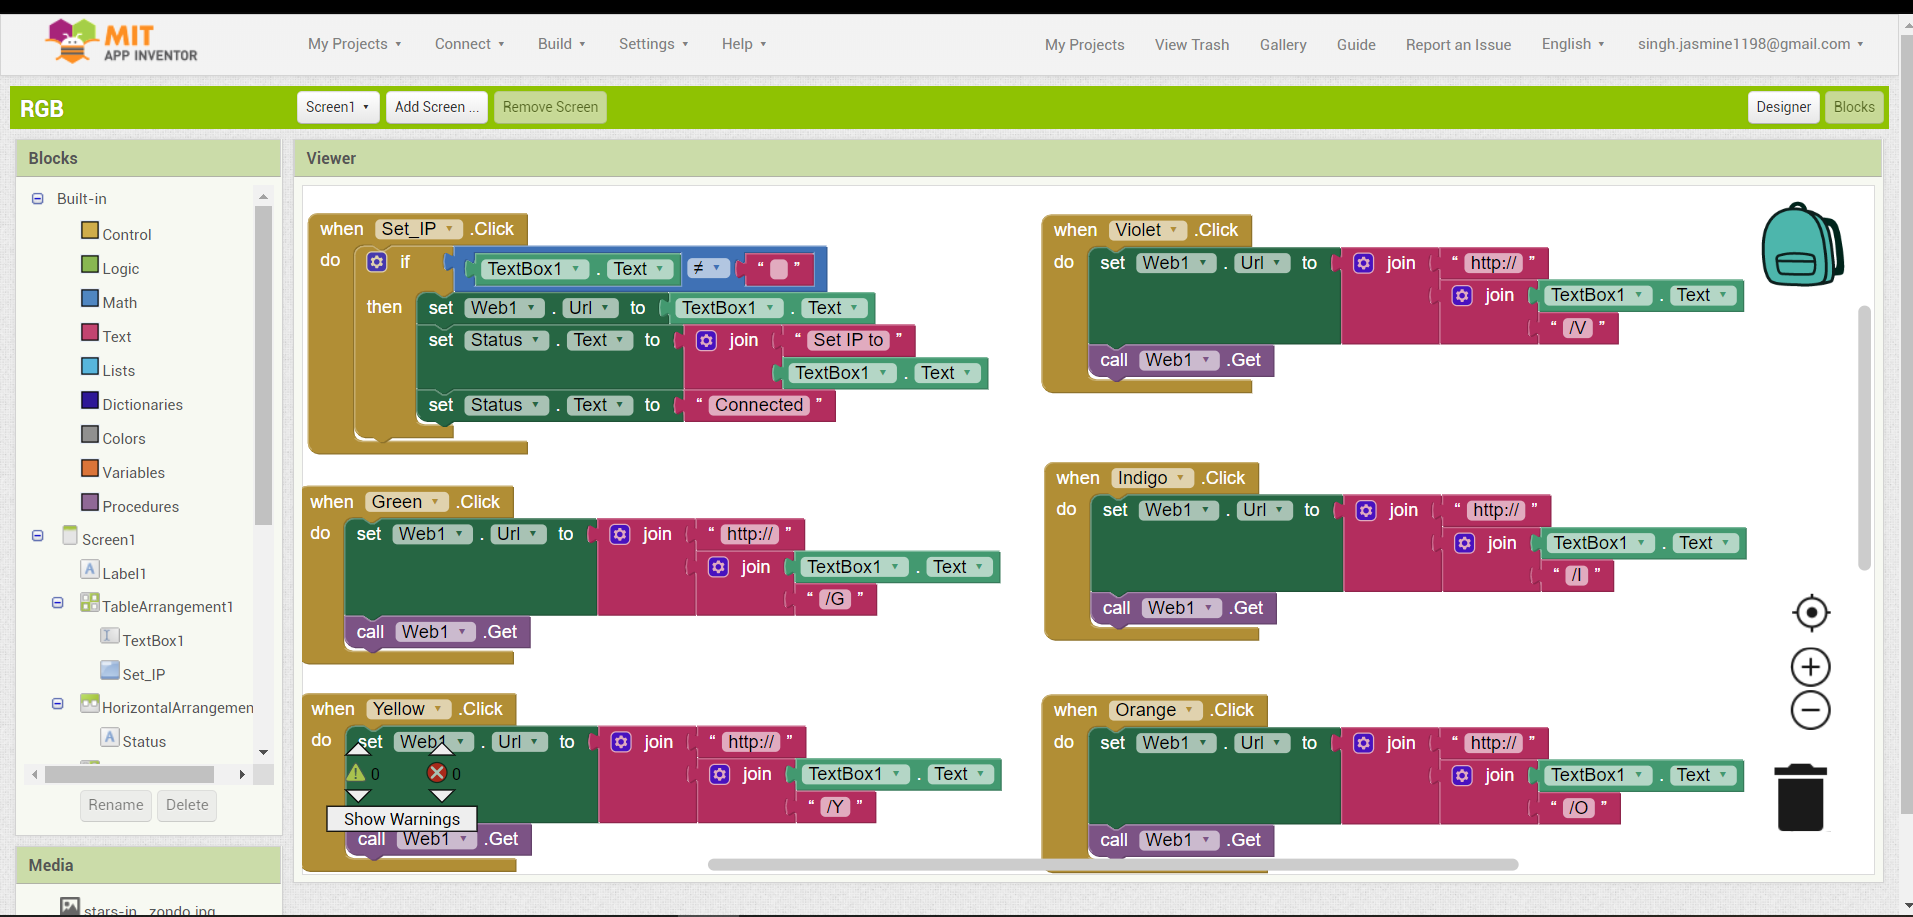 MIT
APP INVENTOR
My Projects
Connect
Build
Settings
Help
My Projects
View Trash
Gallery
Guide
Report an Issue
English
singh.jasmine1198@gmail.com
RGB
Screen1
Add Screen ...
Remove Screen
Designer
Blocks
Blocks
Built-in
Control
Logic
Math
Text
Lists
Dictionaries
Colors
Variables
Procedures
Screen1
Label1
TableArrangement1
TextBox1
Set_IP
HorizontalArrangemen
Status
Rename
Delete
Media
stars-in_zondo.jpg
Viewer
when Set_IP .Click
do if TextBox1 . Text ≠ “ ”
then set Web1 . Url to TextBox1 . Text
set Status . Text to join “ Set IP to ”
TextBox1 . Text
set Status . Text to “ Connected ”
when Green .Click
do set Web1 . Url to join “ http:// ”
join TextBox1 . Text
“ /G ”
call Web1 .Get
when Yellow .Click
do set Web1 . Url to join “ http:// ”
join TextBox1 . Text
“ /Y ”
0 0
Show Warnings
call Web1 .Get
when Violet .Click
do set Web1 . Url to join “ http:// ”
join TextBox1 . Text
“ /V ”
call Web1 .Get
when Indigo .Click
do set Web1 . Url to join “ http:// ”
join TextBox1 . Text
“ /I ”
call Web1 .Get
when Orange .Click
do set Web1 . Url to join “ http:// ”
join TextBox1 . Text
“ /O ”
call Web1 .Get